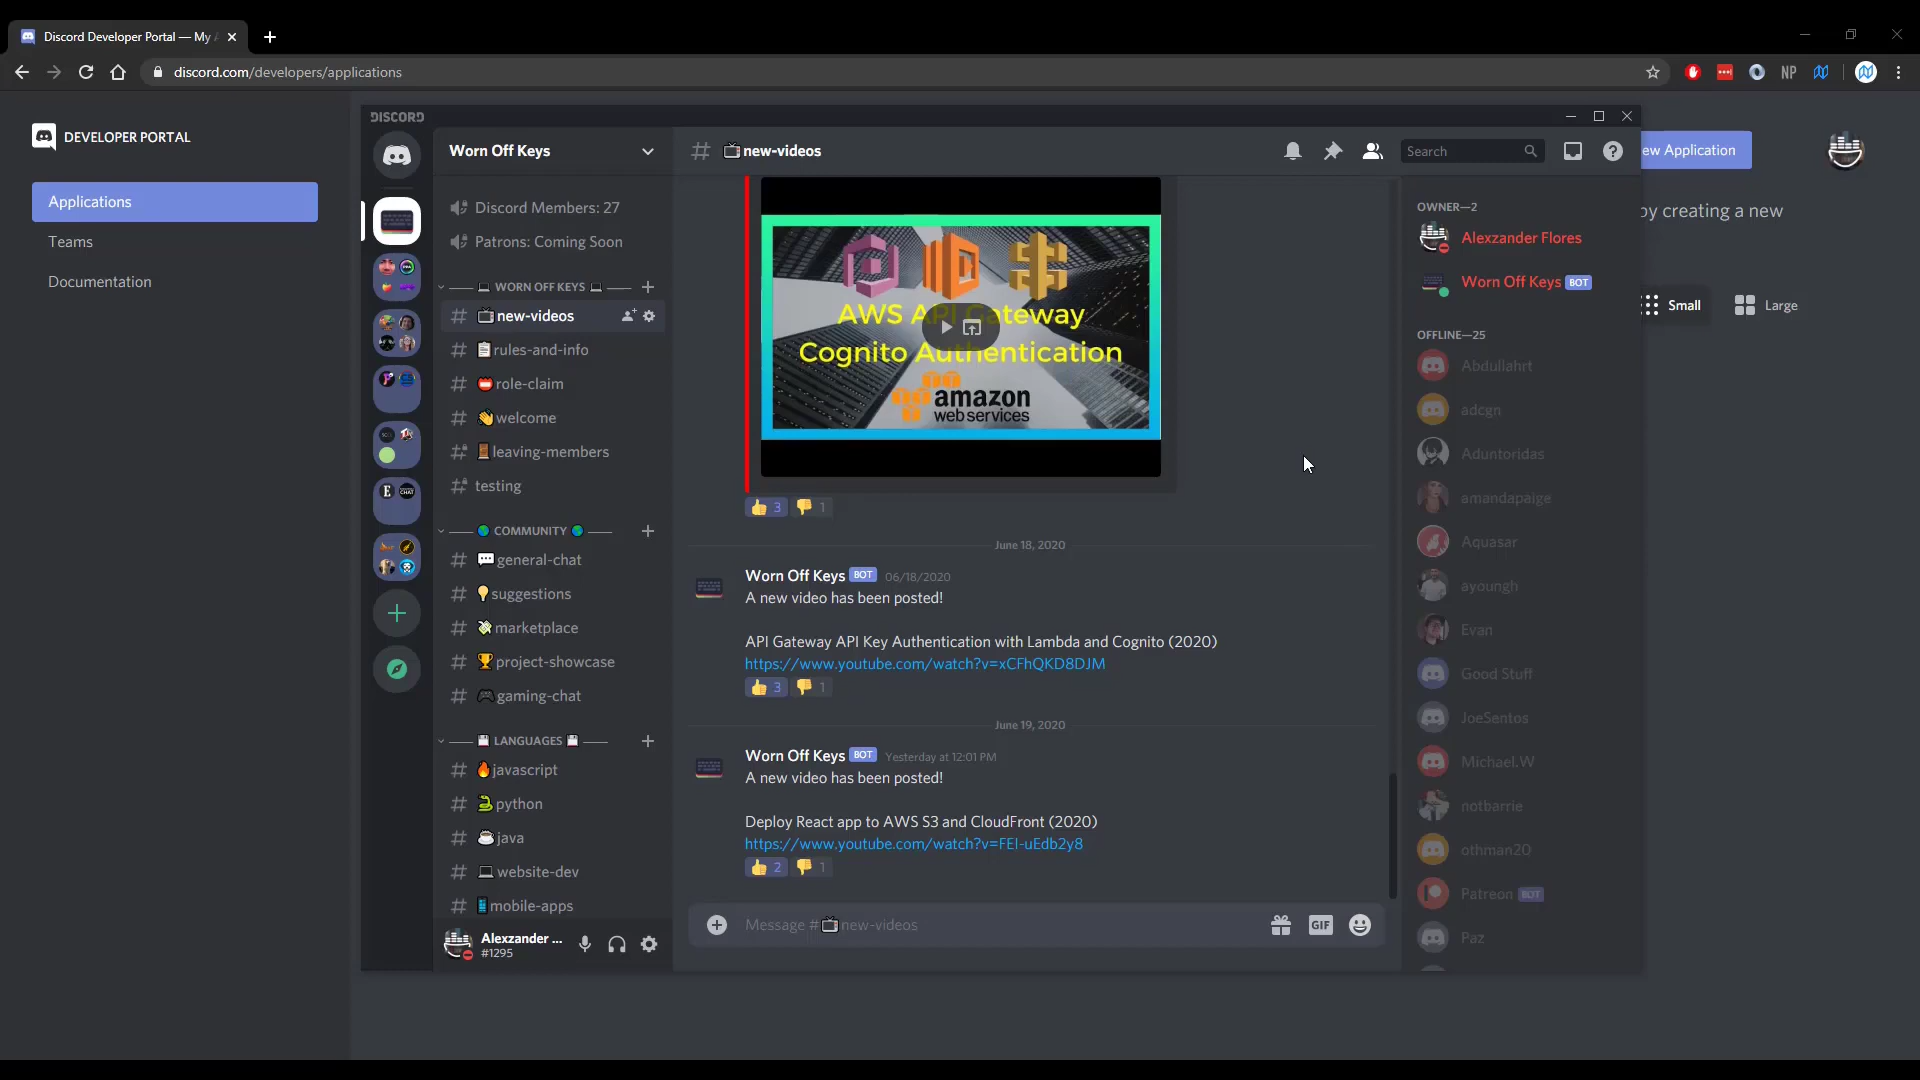 Discord Developer Portal — My A
discord.com/developers/applications
NP
DEVELOPER PORTAL
Applications
Teams
Documentation
ew Application
by creating a new
Small
Large
DISCORD
Worn Off Keys
Discord Members: 27
Patrons: Coming Soon
WORN OFF KEYS
new-videos
rules-and-info
role-claim
welcome
leaving-members
testing
COMMUNITY
general-chat
suggestions
marketplace
project-showcase
gaming-chat
LANGUAGES
javascript
python
java
website-dev
mobile-apps
Alexzander ...
#1295
new-videos
Search
AWS API Gateway
Cognito Authentication
amazon
web services
3 1
June 18, 2020
Worn Off Keys BOT 06/18/2020
A new video has been posted!
API Gateway API Key Authentication with Lambda and Cognito (2020)
https://www.youtube.com/watch?v=xCFhQKD8DJM
3 1
June 19, 2020
Worn Off Keys BOT Yesterday at 12:01 PM
A new video has been posted!
Deploy React app to AWS S3 and CloudFront (2020)
https://www.youtube.com/watch?v=FEI-uEdb2y8
2 1
Message #new-videos
GIF
OWNER—2
Alexzander Flores
Worn Off Keys BOT
OFFLINE—25
Abdullahrt
adcgn
Aduntoridas
amandapaige
Aquasar
ayoungh
Evan
Good Stuff
JoeSentos
Michael.W
notbarrie
othman20
Patreon BOT
Paz